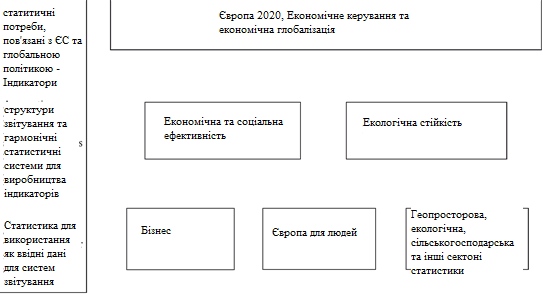 статитичні
потреби,
пов'язані з ЄС та
глобальною
політикою -
Індикатори
структури
звітування та
гармонічні
статистичні
системи для
виробництва
індикаторів
Статистика для
використання
як ввідні дані
для систем
звітування
s
Європа 2020, Економічне керування та
економічна глобалізація
Економічна та соціальна
ефективність
Екологічна стійкість
Бізнес
Європа для людей
Геопросторова,
екологічна,
сільськогосподарська
та інші сектоні
статистики